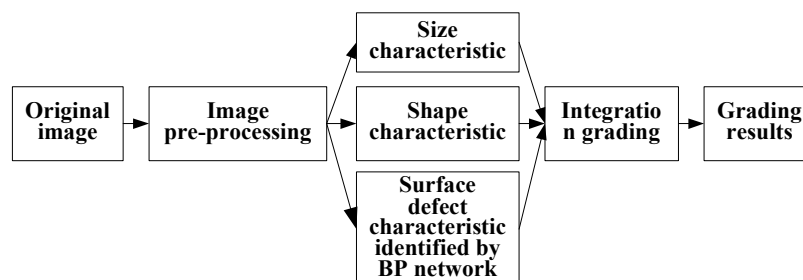 Original
image
Image
pre-processing
Size
characteristic
Shape
characteristic
Surface
defect
characteristic
identified by
BP network
Integratio
n grading
Grading
results